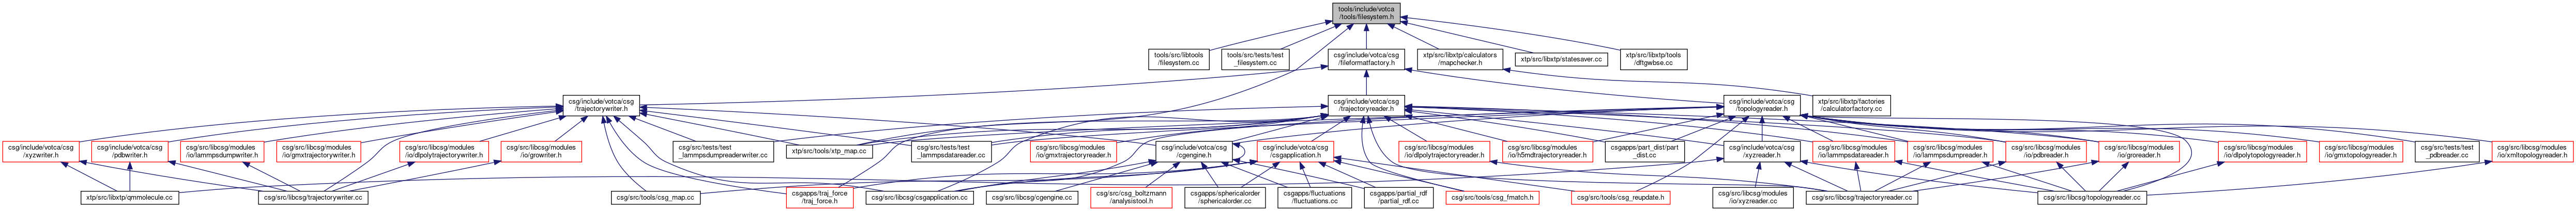 tools/include/votca
/tools/filesystem.h
tools/src/libtools
/filesystem.cc
tools/src/tests/test
_filesystem.cc
csg/include/votca/csg
/fileformatfactory.h
xtp/src/libxtp/calculators
/mapchecker.h
xtp/src/libxtp/statesaver.cc
xtp/src/libxtp/tools
/dftgwbse.cc
csg/include/votca/csg
/trajectorywriter.h
csg/include/votca/csg
/trajectoryreader.h
csg/include/votca/csg
/topologyreader.h
xtp/src/libxtp/factories
/calculatorfactory.cc
csg/include/votca/csg
/xyzwriter.h
csg/include/votca/csg
/pdbwriter.h
csg/src/libcsg/modules
/io/lammpsdumpwriter.h
csg/src/libcsg/modules
/io/gmxtrajectorywriter.h
csg/src/libcsg/modules
/io/dlpolytrajectorywriter.h
csg/src/libcsg/modules
/io/growriter.h
csg/src/tests/test
_lammpsdumpreaderwriter.cc
xtp/src/tools/xtp_map.cc
csg/src/tests/test
_lammpsdatareader.cc
csg/src/libcsg/modules
/io/gmxtrajectoryreader.h
csg/include/votca/csg
/cgengine.h
csg/include/votca/csg
/csgapplication.h
csg/src/libcsg/modules
/io/dlpolytrajectoryreader.h
csg/src/libcsg/modules
/io/h5mdtrajectoryreader.h
csgapps/part_dist/part
_dist.cc
csg/include/votca/csg
/xyzreader.h
csg/src/libcsg/modules
/io/lammpsdatareader.h
csg/src/libcsg/modules
/io/lammpsdumpreader.h
csg/src/libcsg/modules
/io/pdbreader.h
csg/src/libcsg/modules
/io/groreader.h
csg/src/libcsg/modules
/io/dlpolytopologyreader.h
csg/src/libcsg/modules
/io/gmxtopologyreader.h
csg/src/tests/test
_pdbreader.cc
csg/src/libcsg/modules
/io/xmltopologyreader.h
xtp/src/libxtp/qmmolecule.cc
csg/src/libcsg/trajectorywriter.cc
csg/src/tools/csg_map.cc
csgapps/traj_force
/traj_force.h
csg/src/libcsg/csgapplication.cc
csg/src/libcsg/cgengine.cc
csg/src/csg_boltzmann
/analysistool.h
csgapps/sphericalorder
/sphericalorder.cc
csgapps/fluctuations
/fluctuations.cc
csgapps/partial_rdf
/partial_rdf.cc
csg/src/tools/csg_fmatch.h
csg/src/tools/csg_reupdate.h
csg/src/libcsg/modules
/io/xyzreader.cc
csg/src/libcsg/trajectoryreader.cc
csg/src/libcsg/topologyreader.cc